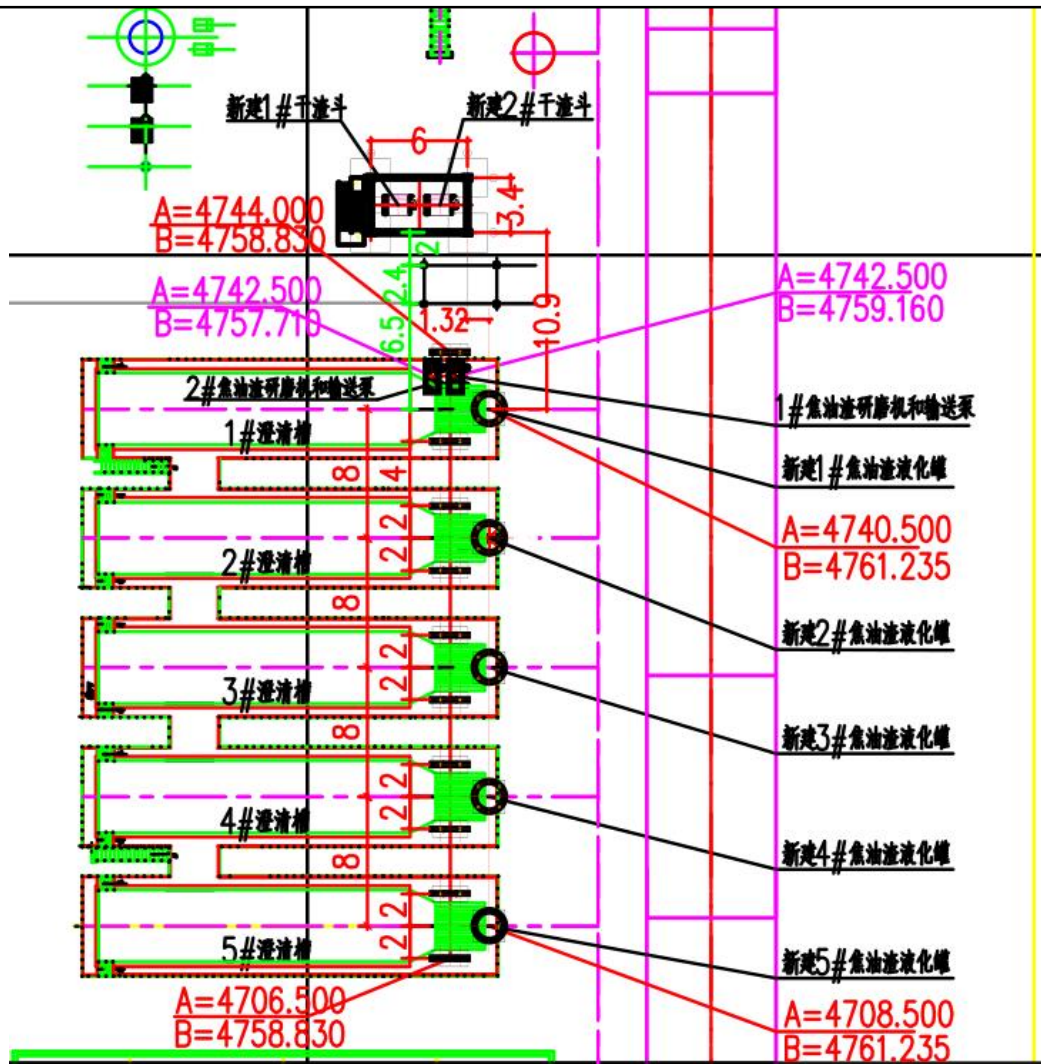 新建1#干渣斗
新建2#干渣斗
6
3.4
A=4744.000
B=4758.830
2
2.4
A=4742.500
B=4757.710
A=4742.500
B=4759.160
1.32
10.9
6.5
2#焦油渣研磨机和输送泵
1#焦油渣研磨机和输送泵
1#澄清槽
新建1#焦油渣液化罐
8
4
A=4740.500
B=4761.235
2
2
2#澄清槽
8
新建2#焦油渣液化罐
2
2
3#澄清槽
8
新建3#焦油渣液化罐
2
2
4#澄清槽
8
新建4#焦油渣液化罐
2
2
5#澄清槽
新建5#焦油渣液化罐
A=4706.500
B=4758.830
A=4708.500
B=4761.235